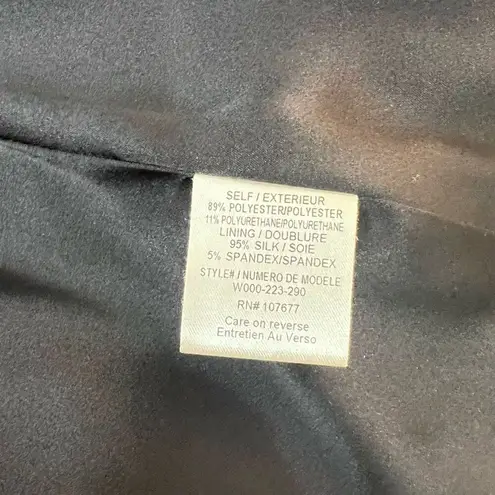 SELF / EXTERIEUR
89% POLYESTER/POLYESTER
11% POLYURETHANE/POLYURETHANE
LINING / DOUBLURE
95% SILK / SOIE
5% SPANDEX/SPANDEX
STYLE# / NUMERO DE MODELE
W000-223-290
RN# 107677
Care on reverse
Entretien Au Verso